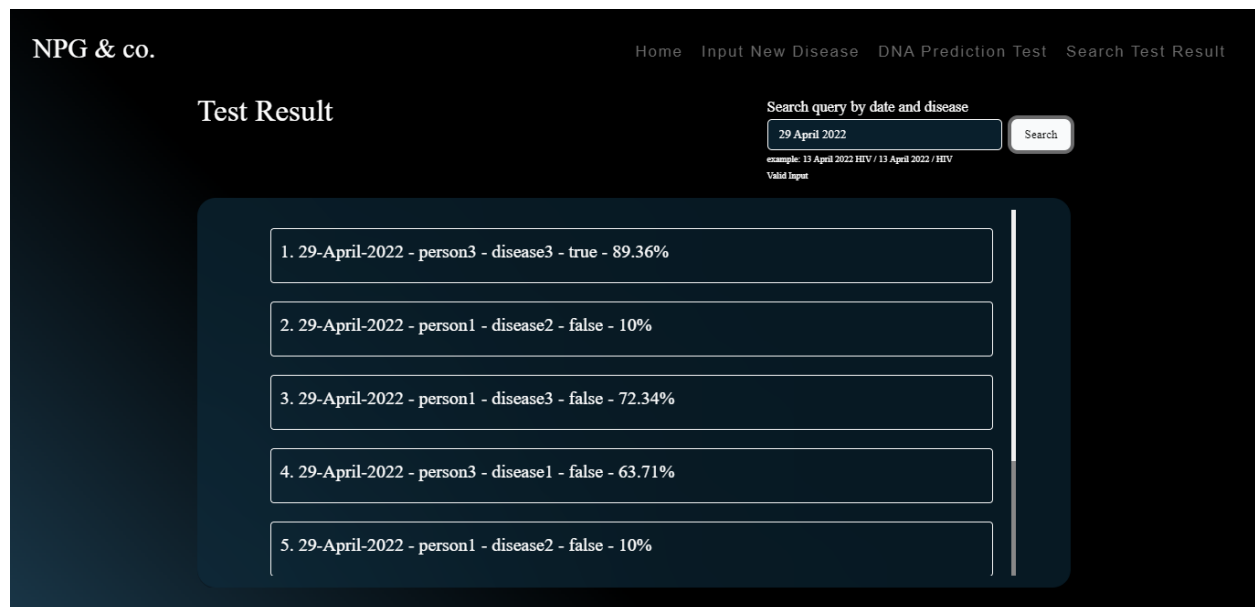 NPG & co.
Home Input New Disease DNA Prediction Test Search Test Result
Test Result
Search query by date and disease
29 April 2022
Search
example: 13 April 2022 HIV / 13 April 2022 / HIV
Valid Input
1. 29-April-2022 - person3 - disease3 - true - 89.36%
2. 29-April-2022 - person1 - disease2 - false - 10%
3. 29-April-2022 - person1 - disease3 - false - 72.34%
4. 29-April-2022 - person3 - disease1 - false - 63.71%
5. 29-April-2022 - person1 - disease2 - false - 10%